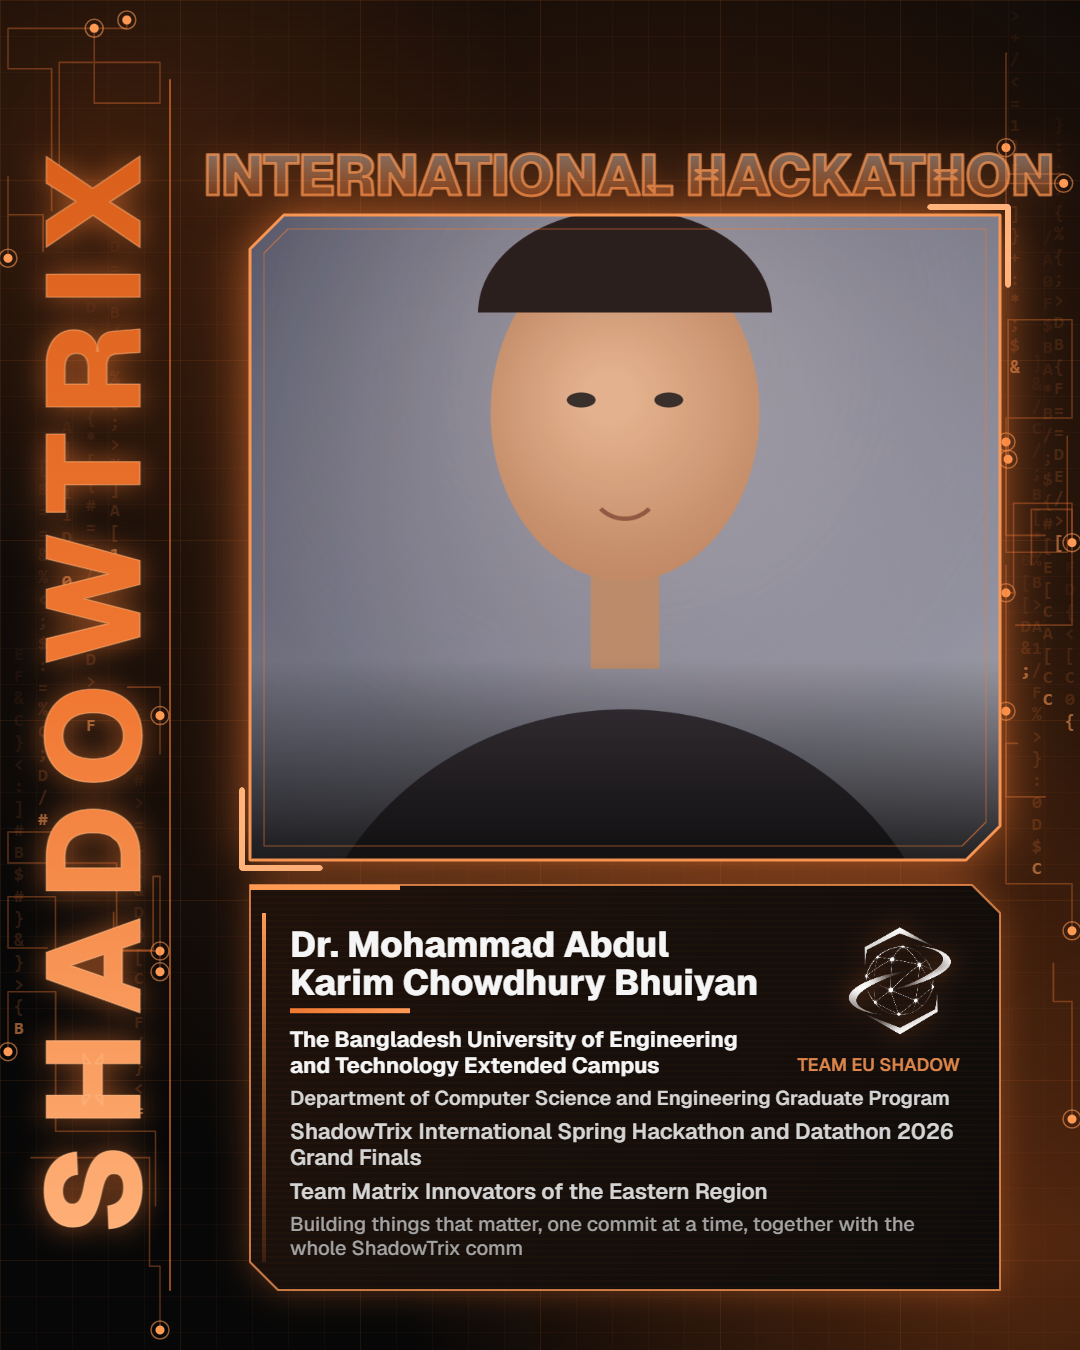 SHADOWTRIX
INTERNATIONAL HACKATHON
Dr. Mohammad Abdul
Karim Chowdhury Bhuiyan
The Bangladesh University of Engineering
and Technology Extended Campus
TEAM EU SHADOW
Department of Computer Science and Engineering Graduate Program
ShadowTrix International Spring Hackathon and Datathon 2026
Grand Finals
Team Matrix Innovators of the Eastern Region
Building things that matter, one commit at a time, together with the
whole ShadowTrix comm